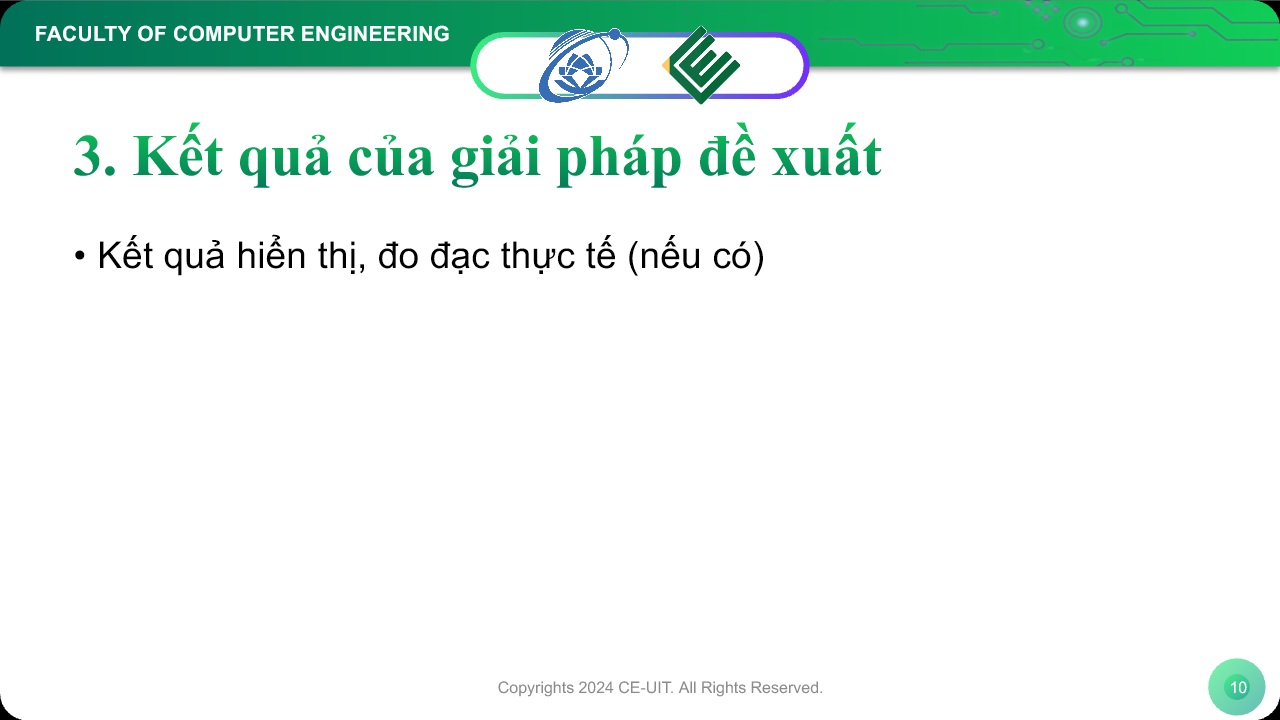 FACULTY OF COMPUTER ENGINEERING
3. Kết quả của giải pháp đề xuất
• Kết quả hiển thị, đo đạc thực tế (nếu có)
Copyrights 2024 CE-UIT. All Rights Reserved.
10